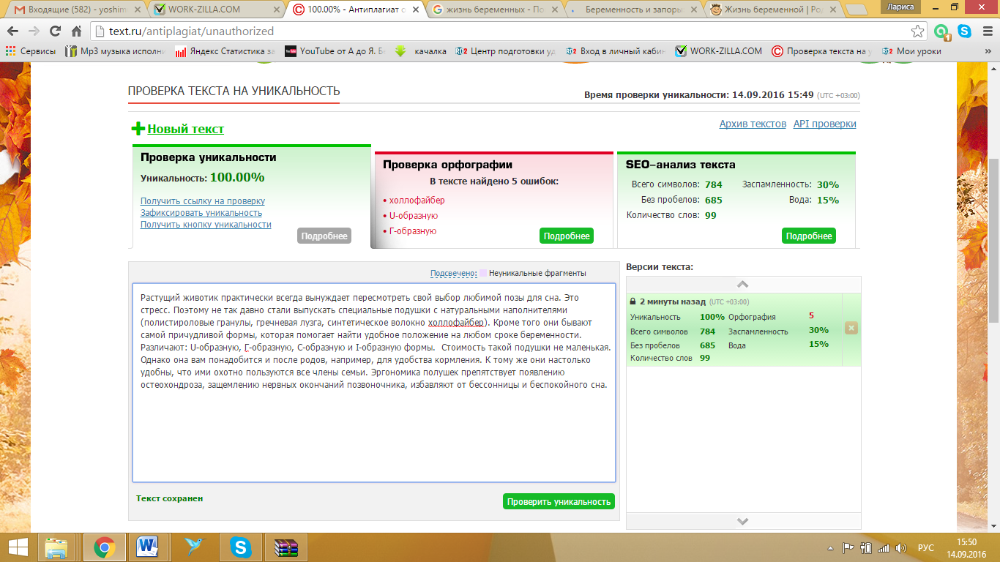 Входящие (582) - yoshim
WORK-ZILLA.COM
100.00% - Антиплагиат о
жизнь беременных - По
Беременность и запоры
Жизнь беременной | Род
Лариса
text.ru/antiplagiat/unauthorized
1
Сервисы
Mp3 музыка исполни
Яндекс Статистика за
YouTube от А до Я. Б
качалка
Центр подготовки уд
Вход в личный кабин
WORK-ZILLA.COM
Проверка текста на у
Мои уроки
»
ПРОВЕРКА ТЕКСТА НА УНИКАЛЬНОСТЬ
Время проверки уникальности: 14.09.2016 15:49 (UTC +03:00)
Новый текст
Архив текстов API проверки
Проверка уникальности
Уникальность: 100.00%
Получить ссылку на проверку
Зафиксировать уникальность
Получить кнопку уникальности
Подробнее
Проверка орфографии
В тексте найдено 5 ошибок:
• холлофайбер
• U-образную
• Г-образную
Подробнее
SEO-анализ текста
Всего символов: 784 Заспамленность: 30%
Без пробелов: 685 Вода: 15%
Количество слов: 99
Подробнее
Подсвечено: Неуникальные фрагменты
Растущий животик практически всегда вынуждает пересмотреть свой выбор любимой позы для сна. Это
стресс. Поэтому не так давно стали выпускать специальные подушки с натуральными наполнителями
(полистироловые гранулы, гречневая лузга, синтетическое волокно холлофайбер). Кроме того они бывают
самой причудливой формы, которая помогает найти удобное положение на любом сроке беременности.
Различают: U-образную, Г-образную, С-образную и I-образную формы. Стоимость такой подушки не маленькая.
Однако она вам понадобится и после родов, например, для удобства кормления. К тому же они настолько
удобны, что ими охотно пользуются все члены семьи. Эргономика полушек препятствует появлению
остеохондроза, защемлению нервных окончаний позвоночника, избавляют от бессонницы и беспокойного сна.
Текст сохранен
Проверить уникальность
Версии текста:
2 минуты назад (UTC +03:00)
Уникальность 100% Орфография 5
Всего символов 784 Заспамленность 30%
Без пробелов 685 Вода 15%
Количество слов 99
РУС
15:50
14.09.2016